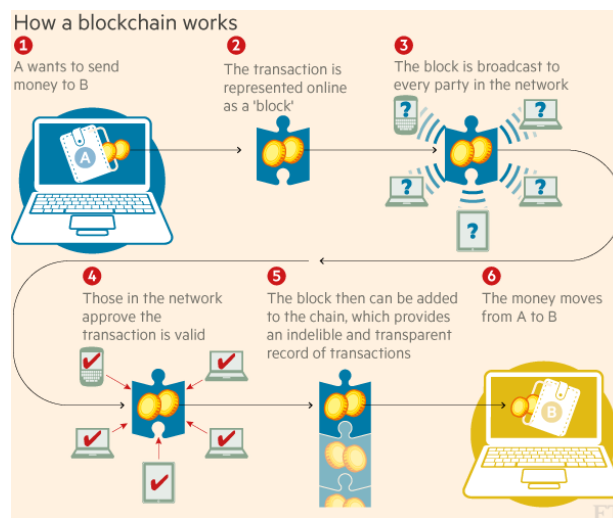 How a blockchain works
1
A wants to send
money to B
A
2
The transaction is
represented online
as a 'block'
3
The block is broadcast to
every party in the network
?
?
?
?
?
4
Those in the network
approve the
transaction is valid
5
The block then can be added
to the chain, which provides
an indelible and transparent
record of transactions
6
The money moves
from A to B
B